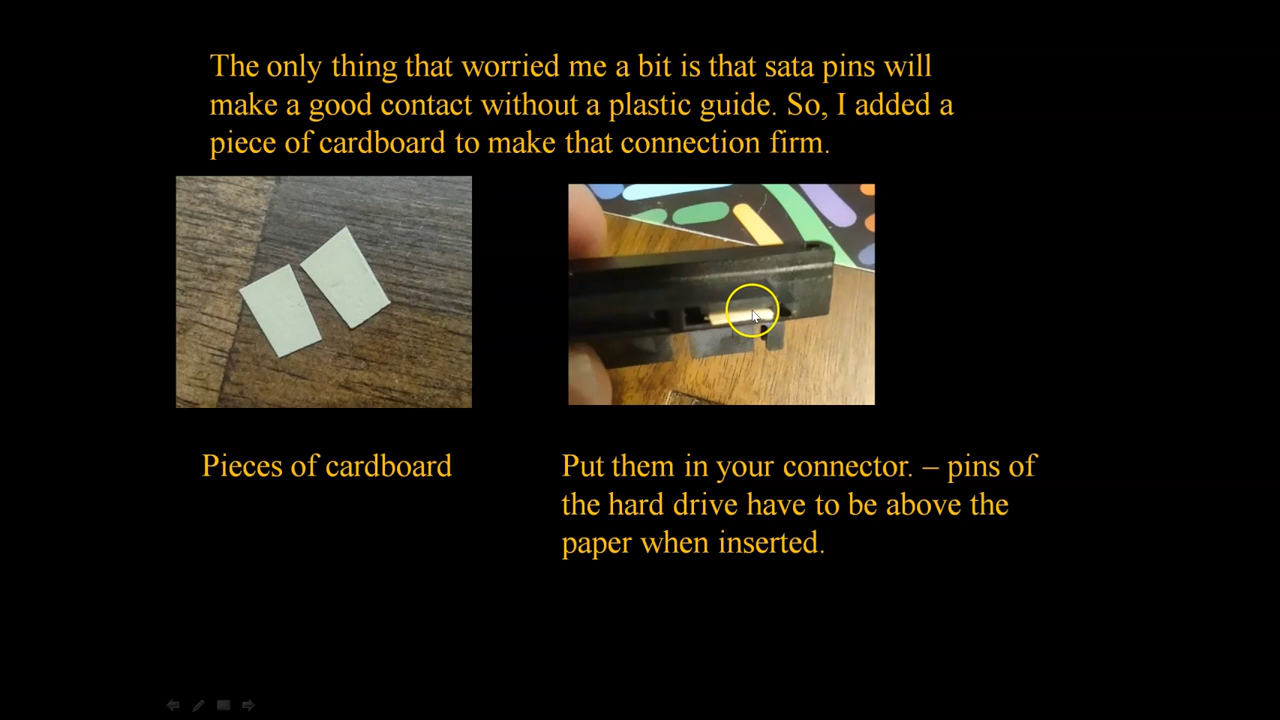 The only thing that worried me a bit is that sata pins will
make a good contact without a plastic guide. So, I added a
piece of cardboard to make that connection firm.
Pieces of cardboard
Put them in your connector. – pins of
the hard drive have to be above the
paper when inserted.